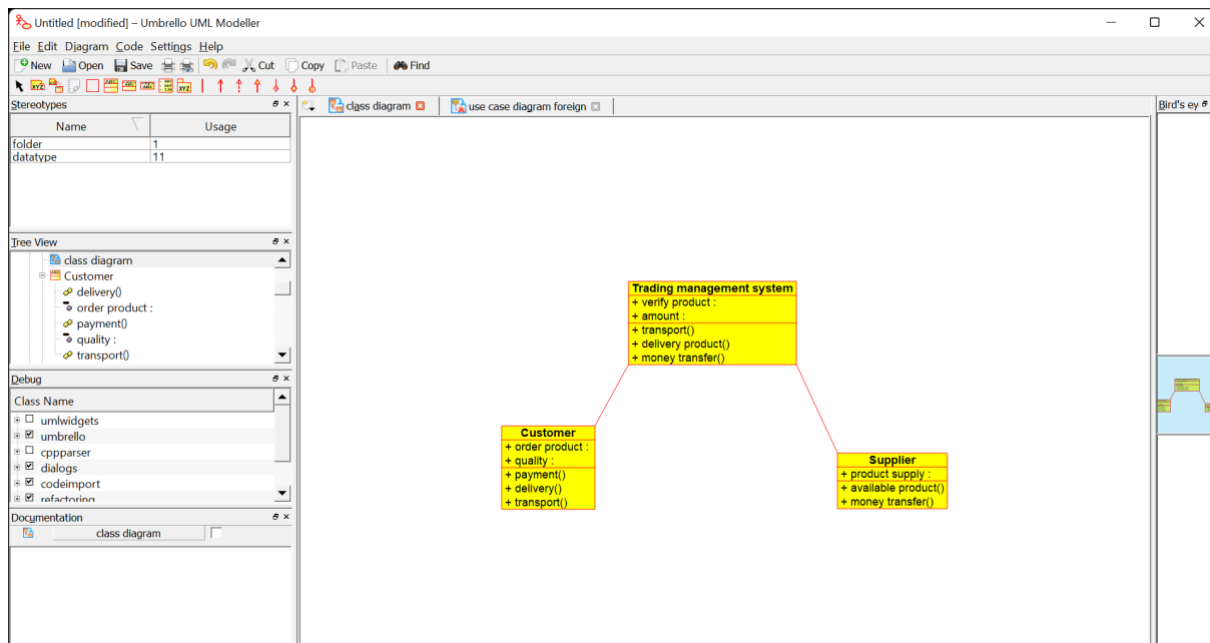 Untitled [modified] – Umbrello UML Modeller
File Edit Diagram Code Settings Help
New Open Save Cut Copy Paste Find
XYZ ABC XYZ
Stereotypes
Name Usage
folder 1
datatype 11
Tree View
class diagram
Customer
delivery()
order product :
payment()
quality :
transport()
Debug
Class Name
umlwidgets
umbrello
cppparser
dialogs
codeimport
refactoring
Documentation
class diagram
class diagram use case diagram foreign
Trading management system
+ verify product :
+ amount :
+ transport()
+ delivery product()
+ money transfer()
Customer
+ order product :
+ quality :
+ payment()
+ delivery()
+ transport()
Supplier
+ product supply :
+ available product()
+ money transfer()
Bird's ey